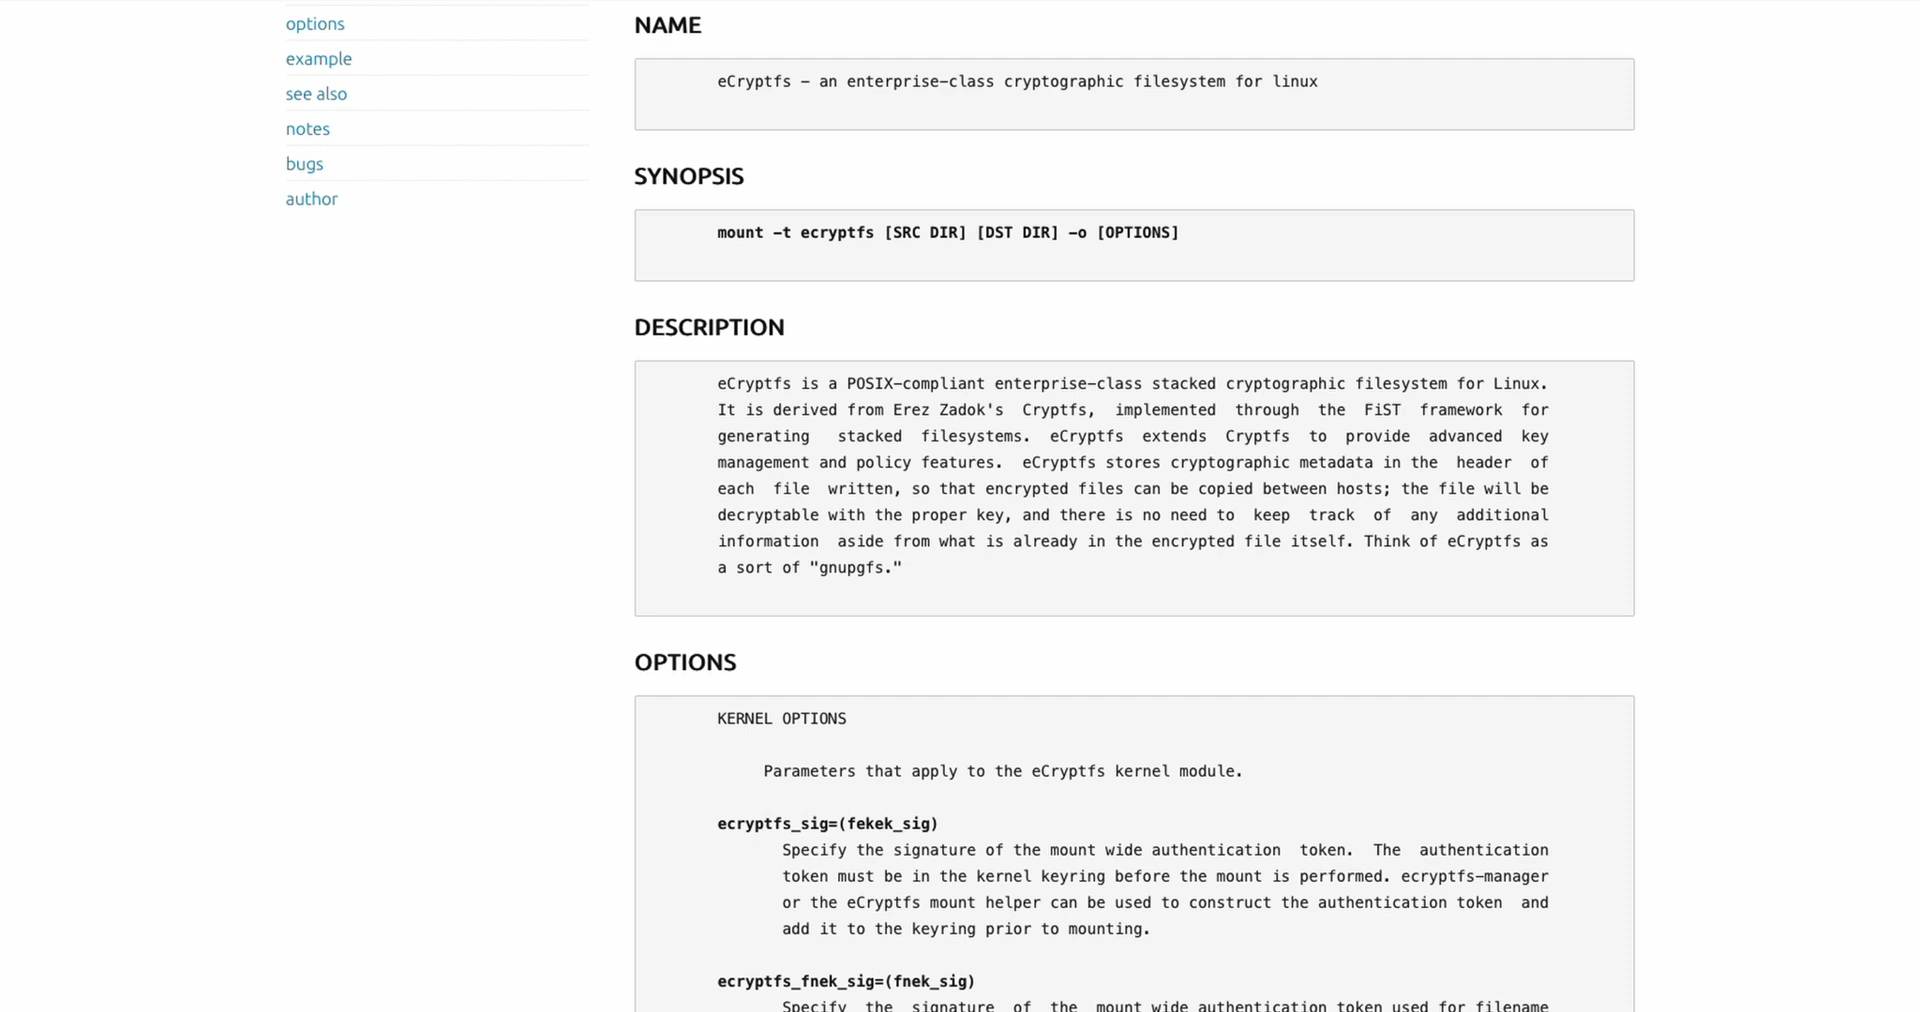 options
example
see also
notes
bugs
author
NAME
eCryptfs - an enterprise-class cryptographic filesystem for linux
SYNOPSIS
mount -t ecryptfs [SRC DIR] [DST DIR] -o [OPTIONS]
DESCRIPTION
eCryptfs is a POSIX-compliant enterprise-class stacked cryptographic filesystem for Linux.
It is derived from Erez Zadok's Cryptfs, implemented through the FiST framework for
generating stacked filesystems. eCryptfs extends Cryptfs to provide advanced key
management and policy features. eCryptfs stores cryptographic metadata in the header of
each file written, so that encrypted files can be copied between hosts; the file will be
decryptable with the proper key, and there is no need to keep track of any additional
information aside from what is already in the encrypted file itself. Think of eCryptfs as
a sort of "gnupgfs."
OPTIONS
KERNEL OPTIONS
Parameters that apply to the eCryptfs kernel module.
ecryptfs_sig=(fekek_sig)
Specify the signature of the mount wide authentication token. The authentication
token must be in the kernel keyring before the mount is performed. ecryptfs-manager
or the eCryptfs mount helper can be used to construct the authentication token and
add it to the keyring prior to mounting.
ecryptfs_fnek_sig=(fnek_sig)
Specify the signature of the mount wide authentication token used for filename